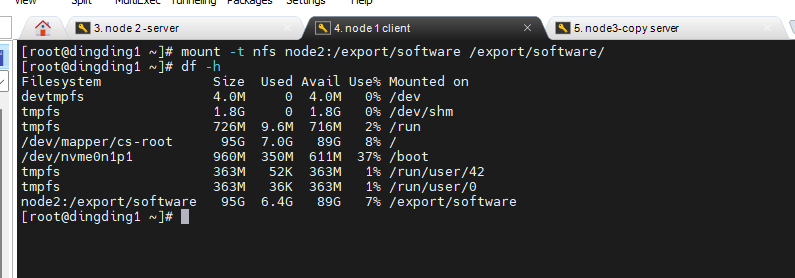 View Split MultiExec Tunneling Packages Settings Help
3. node 2 -server 4. node 1 client 5. node3-copy server
[root@dingding1 ~]# mount -t nfs node2:/export/software /export/software/
[root@dingding1 ~]# df -h
Filesystem Size Used Avail Use% Mounted on
devtmpfs 4.0M 0 4.0M 0% /dev
tmpfs 1.8G 0 1.8G 0% /dev/shm
tmpfs 726M 9.6M 716M 2% /run
/dev/mapper/cs-root 95G 7.0G 89G 8% /
/dev/nvme0n1p1 960M 350M 611M 37% /boot
tmpfs 363M 52K 363M 1% /run/user/42
tmpfs 363M 36K 363M 1% /run/user/0
node2:/export/software 95G 6.4G 89G 7% /export/software
[root@dingding1 ~]#